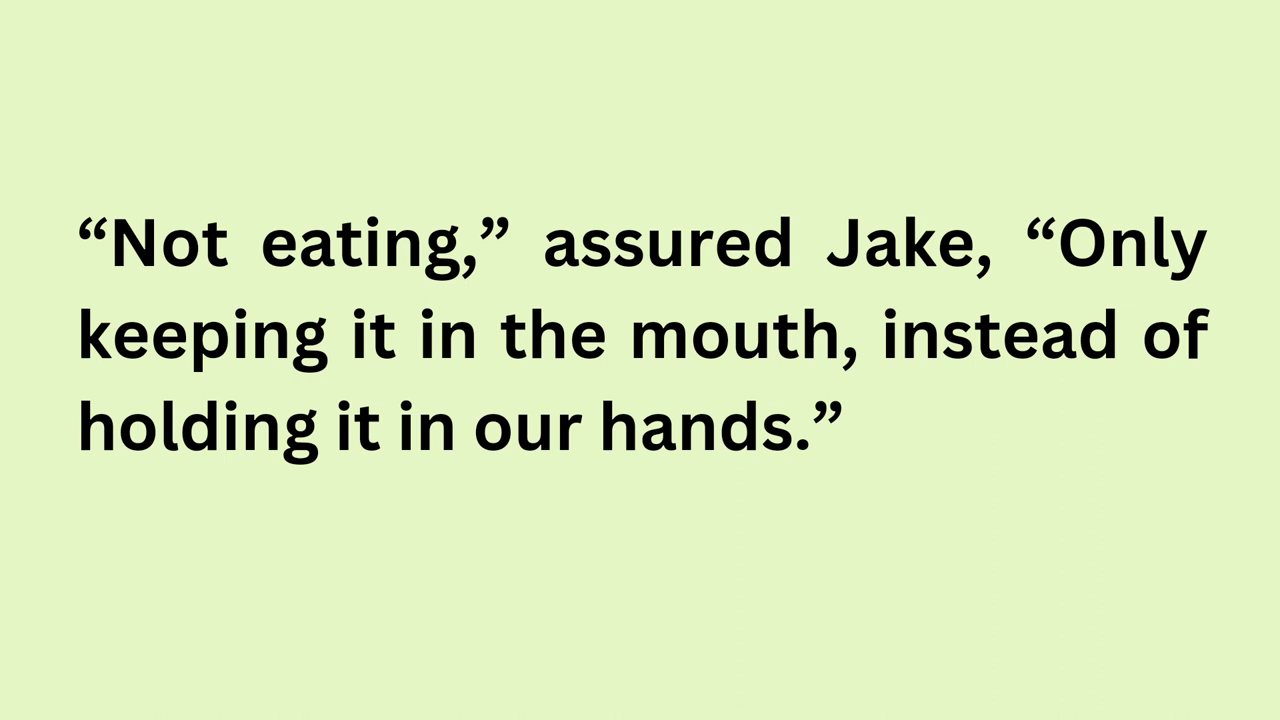 “Not eating,” assured Jake, “Only
keeping it in the mouth, instead of
holding it in our hands.”